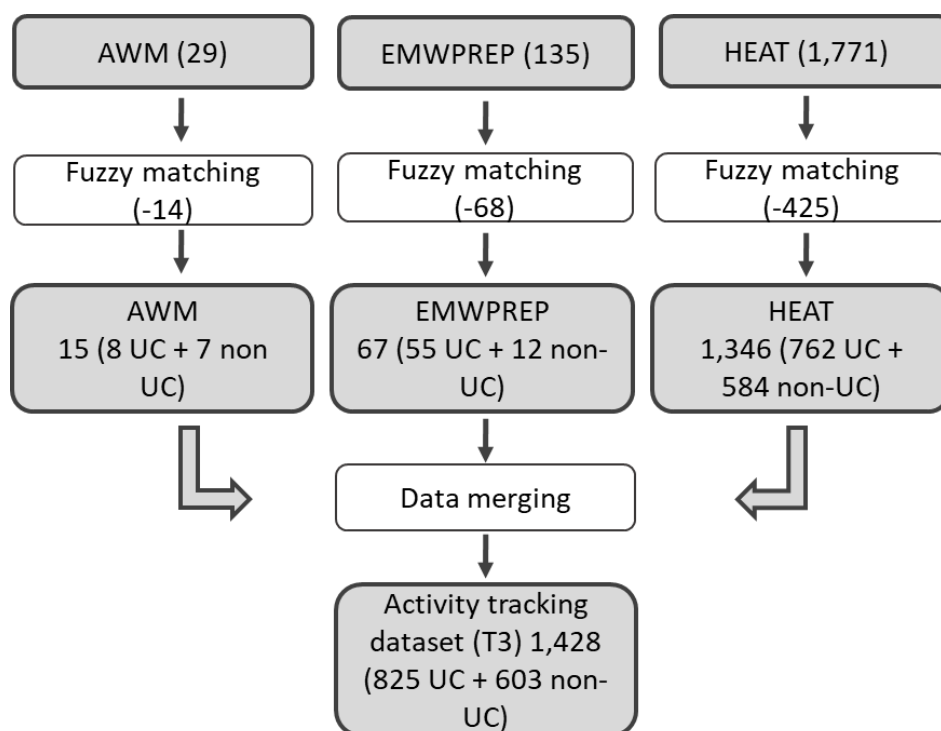 AWM (29)
EMWPREP (135)
HEAT (1,771)
Fuzzy matching
(-14)
Fuzzy matching
(-68)
Fuzzy matching
(-425)
AWM
15 (8 UC + 7 non
UC)
EMWPREP
67 (55 UC + 12 non-
UC)
HEAT
1,346 (762 UC +
584 non-UC)
Data merging
Activity tracking
dataset (T3) 1,428
(825 UC + 603 non-
UC)